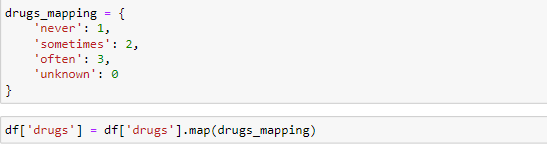 drugs_mapping = {
    'never': 1,
    'sometimes': 2,
    'often': 3,
    'unknown': 0
}
df['drugs'] = df['drugs'].map(drugs_mapping)